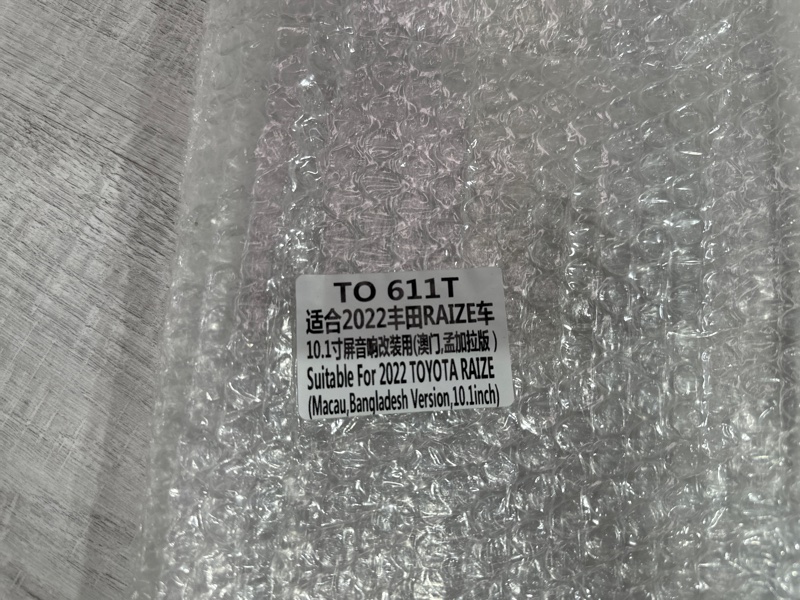 TO 611T
适合2022丰田RAIZE车
10.1寸屏音响改装用(澳门,孟加拉版)
Suitable For 2022 TOYOTA RAIZE
(Macau,Bangladesh Version,10.1inch)